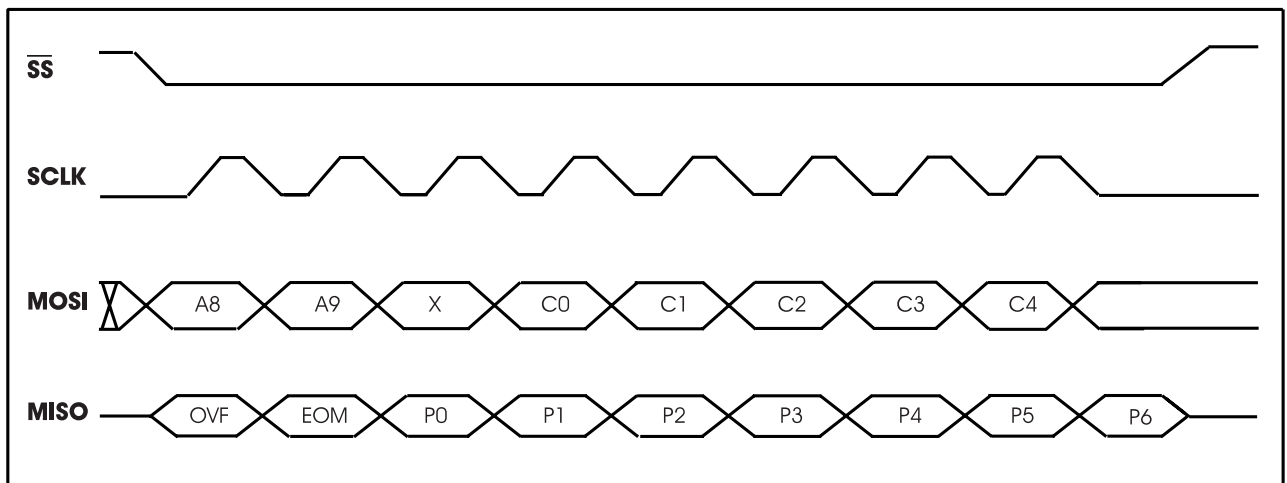 SS
SCLK
MOSI A8 A9 X C0 C1 C2 C3 C4
MISO OVF EOM P0 P1 P2 P3 P4 P5 P6